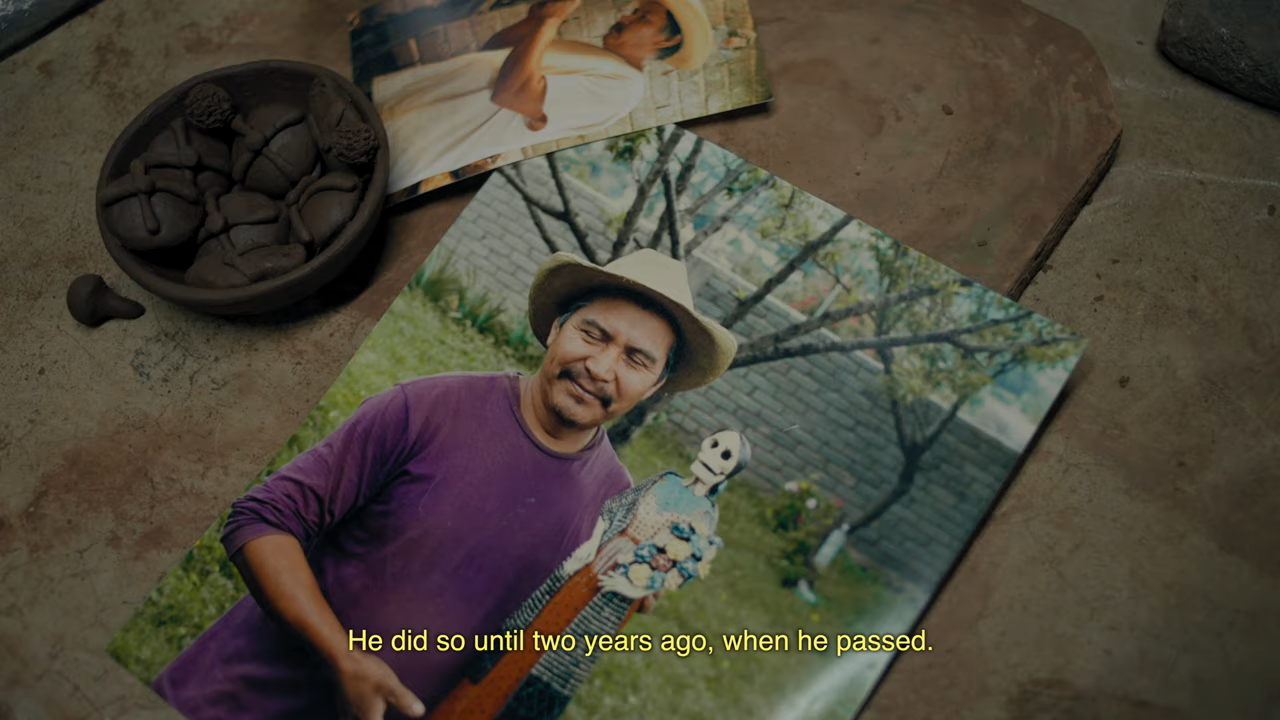 He did so until two years ago, when he passed.